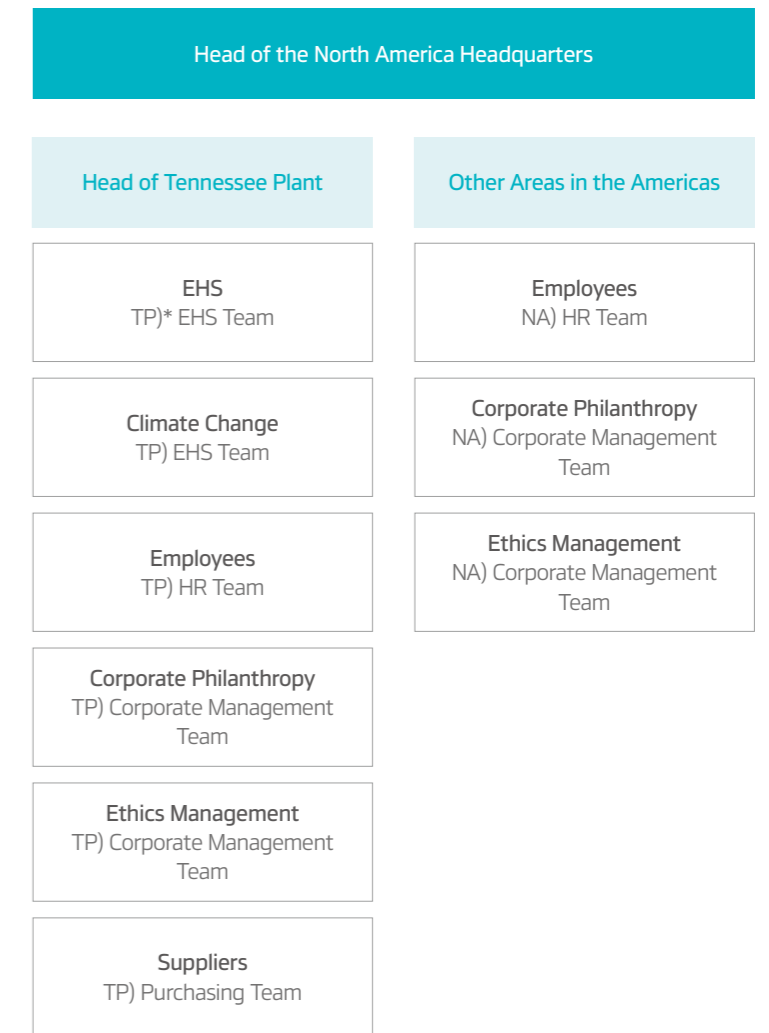 Head of the North America Headquarters
Head of Tennessee Plant
EHS
TP)* EHS Team
Climate Change
TP) EHS Team
Employees
TP) HR Team
Corporate Philanthropy
TP) Corporate Management
Team
Ethics Management
TP) Corporate Management
Team
Suppliers
TP) Purchasing Team
Other Areas in the Americas
Employees
NA) HR Team
Corporate Philanthropy
NA) Corporate Management
Team
Ethics Management
NA) Corporate Management
Team